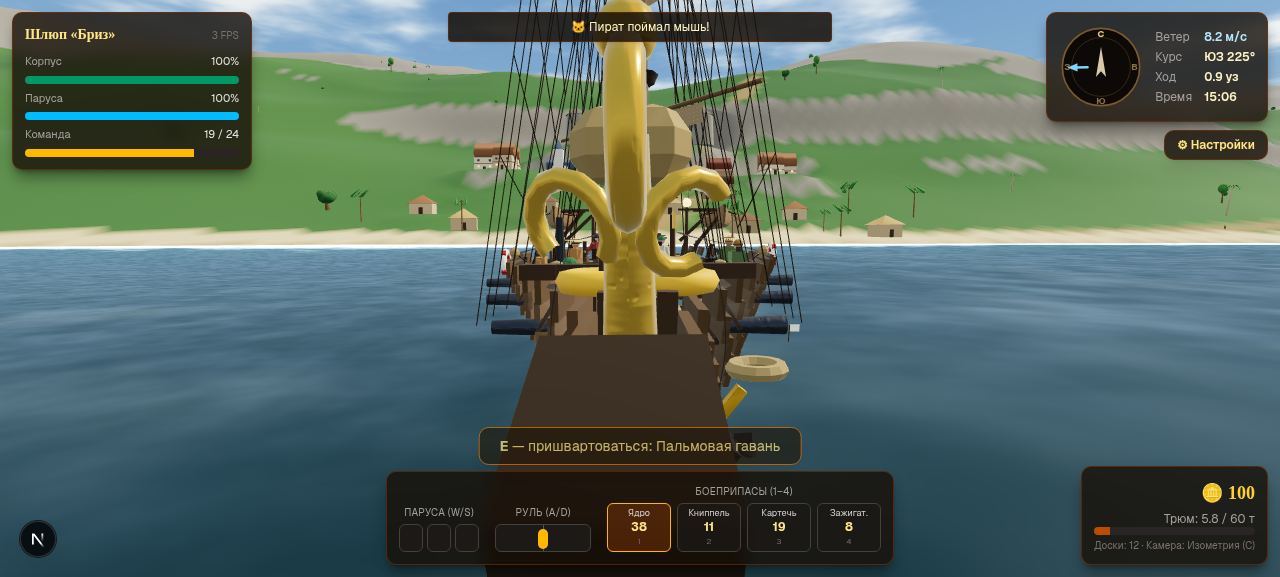 Шлюп «Бриз» 3 FPS
Корпус 100%
Паруса 100%
Команда 19 / 24
🐱 Пират поймал мышь!
С
З В
Ю
Ветер 8.2 м/с
Курс ЮЗ 225°
Ход 0.9 уз
Время 15:06
⚙ Настройки
E — пришвартоваться: Пальмовая гавань
ПАРУСА (W/S)
РУЛЬ (A/D)
БОЕПРИПАСЫ (1–4)
Ядро
38
1
Книппель
11
2
Картечь
19
3
Зажигат.
8
4
N
🪙 100
Трюм: 5.8 / 60 т
Доски: 12 · Камера: Изометрия (C)